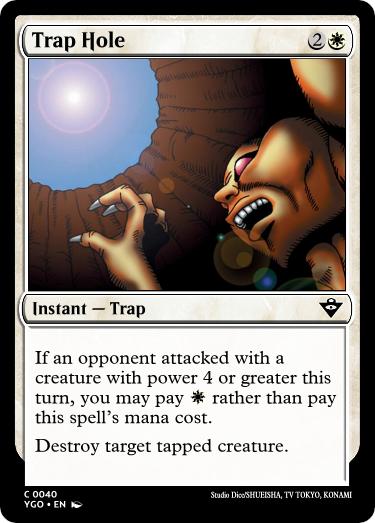 Trap Hole 2
Instant — Trap
If an opponent attacked with a
creature with power 4 or greater this
turn, you may pay rather than pay
this spell's mana cost.
Destroy target tapped creature.
C 0040
YGO • EN
Studio Dice/SHUEISHA, TV TOKYO, KONAMI